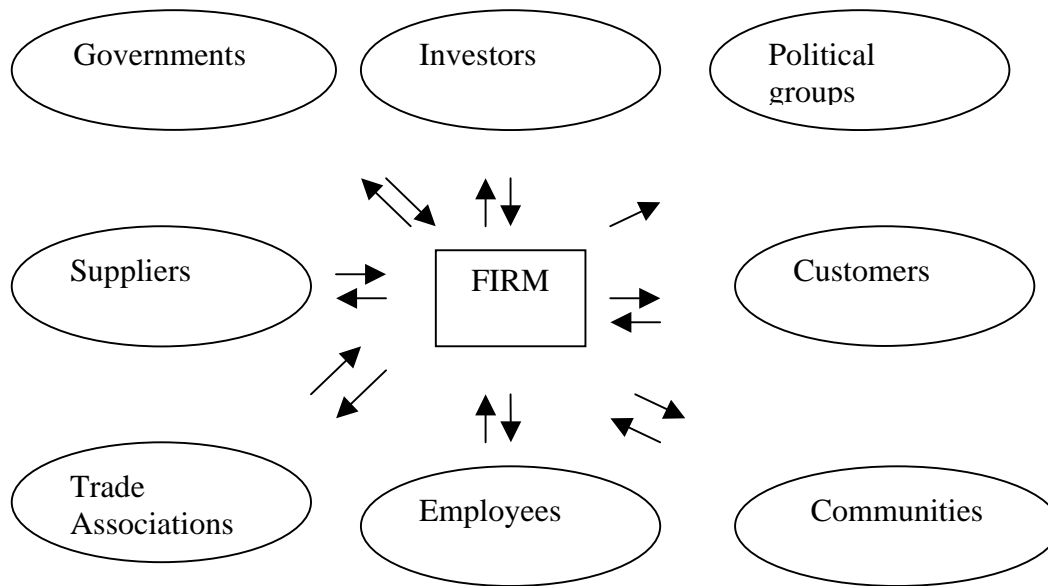 Governments
Investors
Political
groups
Suppliers
FIRM
Customers
Trade
Associations
Employees
Communities